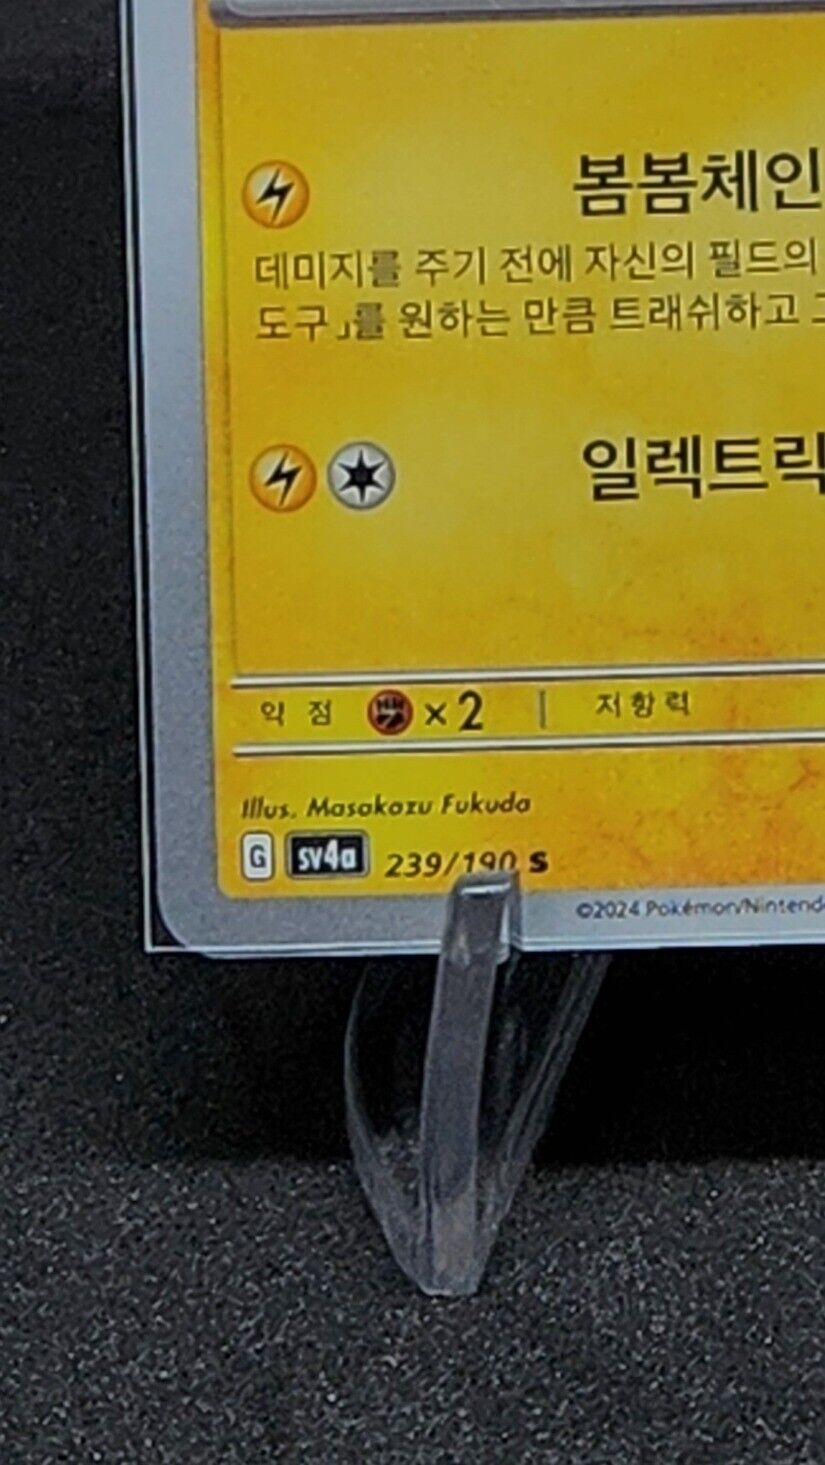 봄봄체인
데미지를 주기 전에 자신의 필드의
도구」를 원하는 만큼 트래쉬하고 그
일렉트릭
약점 ×2 저항력
Illus. Masakazu Fukuda
G sv4a 239/190 S
©2024 Pokémon/Nintendo